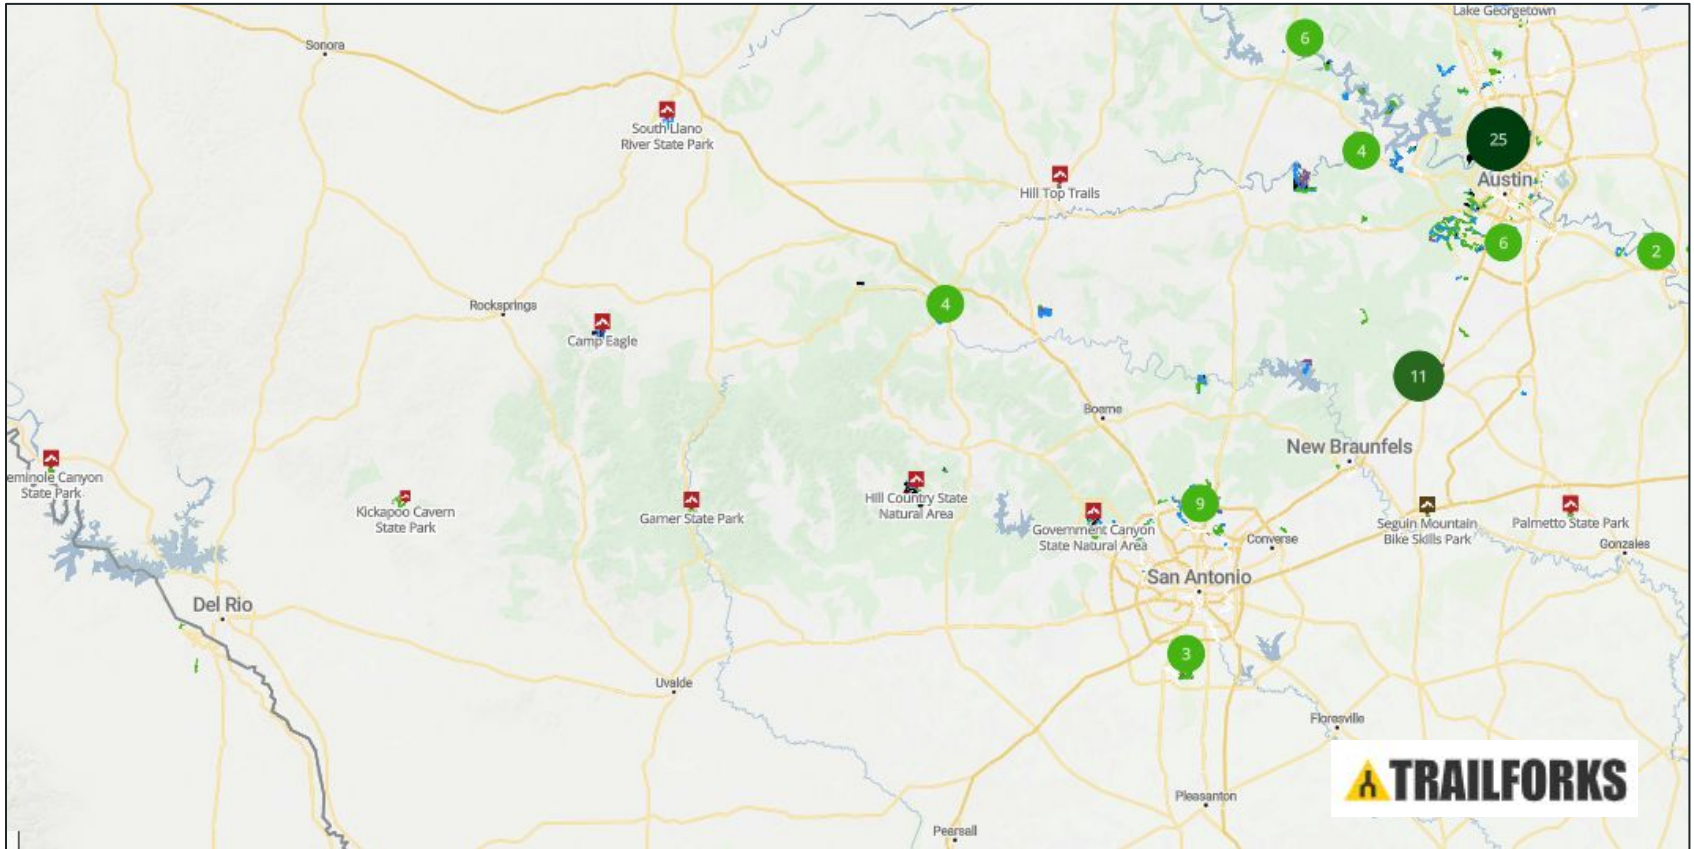 Lake Georgetown
6
Sonora
South Llano
River State Park
25
4
Hill Top Trails
Austin
6
2
Rocksprings
4
Camp Eagle
11
Boerne
New Braunfels
eminole Canyon
State Park
Kickapoo Cavern
State Park
Garner State Park
Hill Country State
Natural Area
Government Canyon
State Natural Area
9
Converse
Seguin Mountain
Bike Skills Park
Palmetto State Park
Gonzales
San Antonio
Del Rio
3
Uvalde
Floresville
TRAILFORKS
Pleasanton
Pearsall